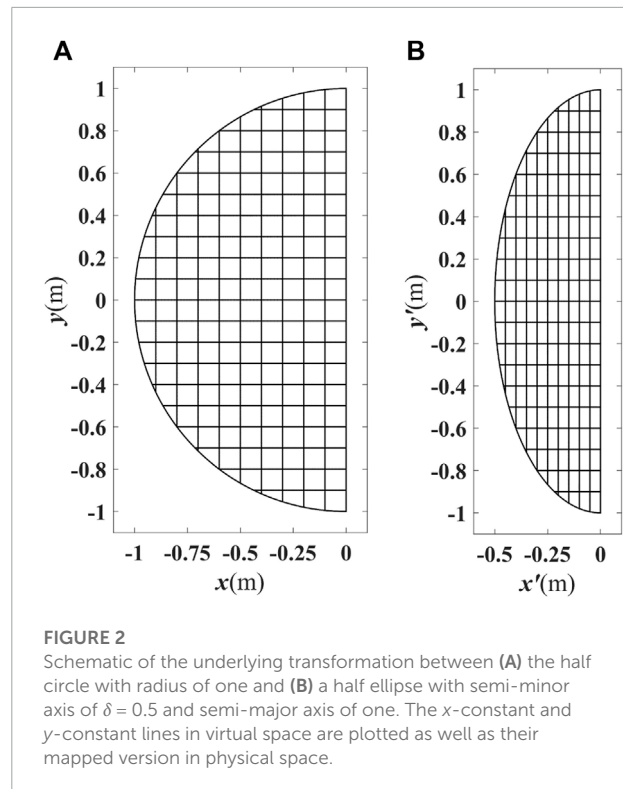 A
B
1
0.8
0.6
0.4
0.2
0
-0.2
-0.4
-0.6
-0.8
-1
y(m)
-1 -0.75 -0.5 -0.25 0
x(m)
1
0.8
0.6
0.4
0.2
0
-0.2
-0.4
-0.6
-0.8
-1
y'(m)
-0.5 -0.25 0
x'(m)
FIGURE 2
Schematic of the underlying transformation between (A) the half
circle with radius of one and (B) a half ellipse with semi-minor
axis of δ = 0.5 and semi-major axis of one. The x-constant and
y-constant lines in virtual space are plotted as well as their
mapped version in physical space.